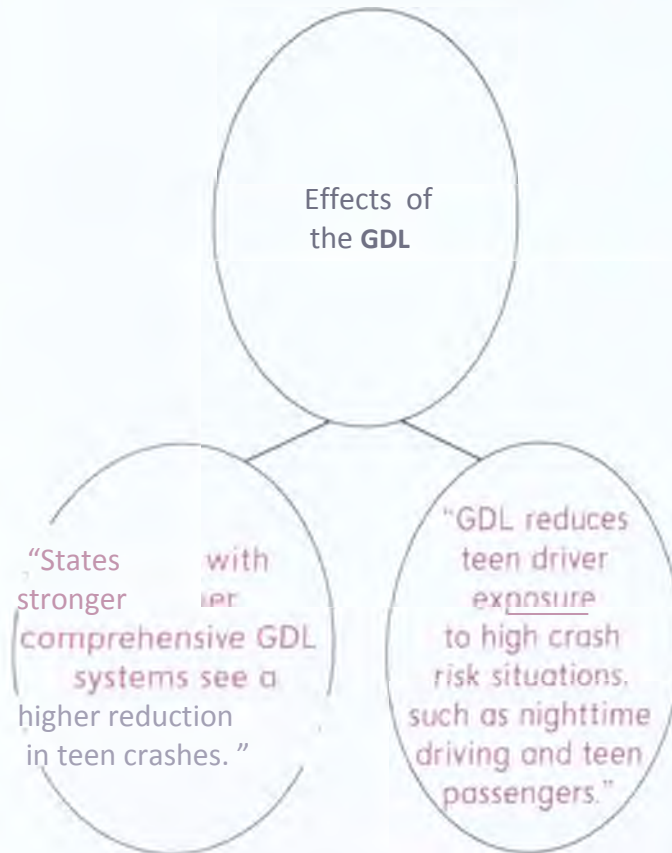 Effects of
the GDL
"States with
stronger
comprehensive GDL
systems see a
higher reduction
in teen crashes. "
"GDL reduces
teen driver
exposure
to high crash
risk situations,
such as nighttime
driving and teen
passengers."